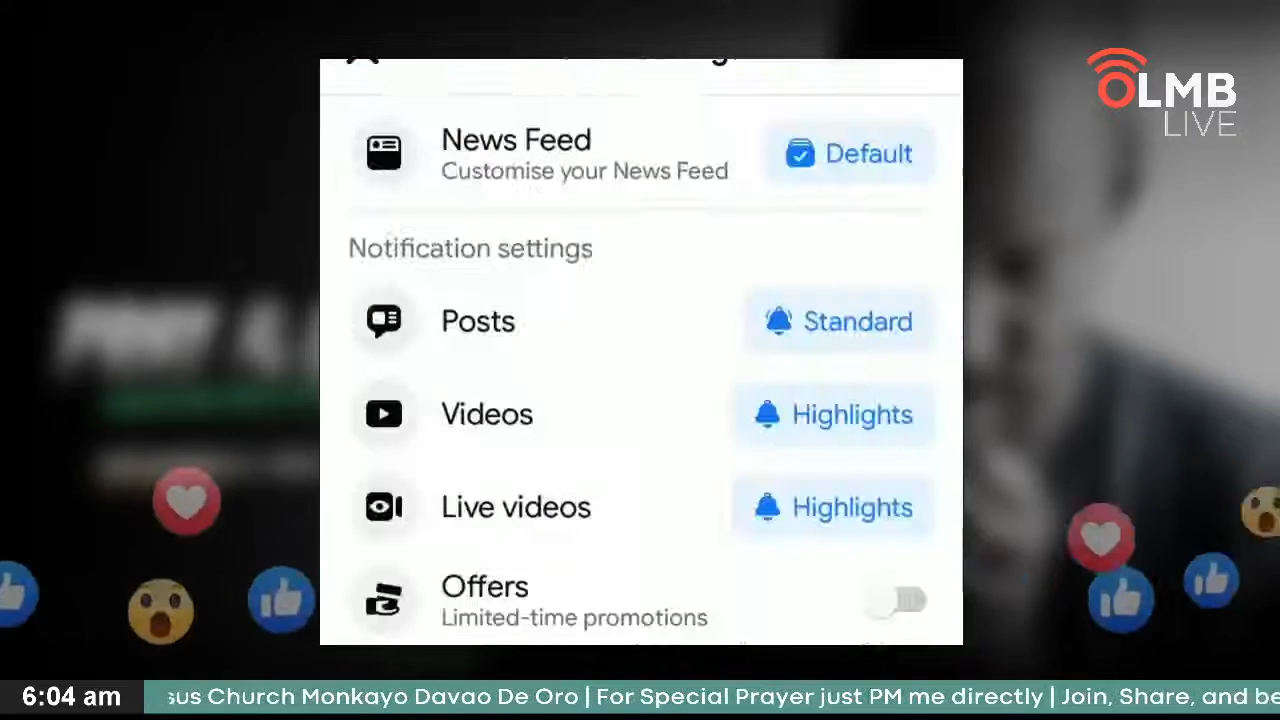 OLMB
LIVE
News Feed
Customise your News Feed
Default
Notification settings
Posts
Standard
Videos
Highlights
Live videos
Highlights
Offers
Limited-time promotions
6:04 am
sus Church Monkayo Davao De Oro | For Special Prayer just PM me directly | Join, Share, and be